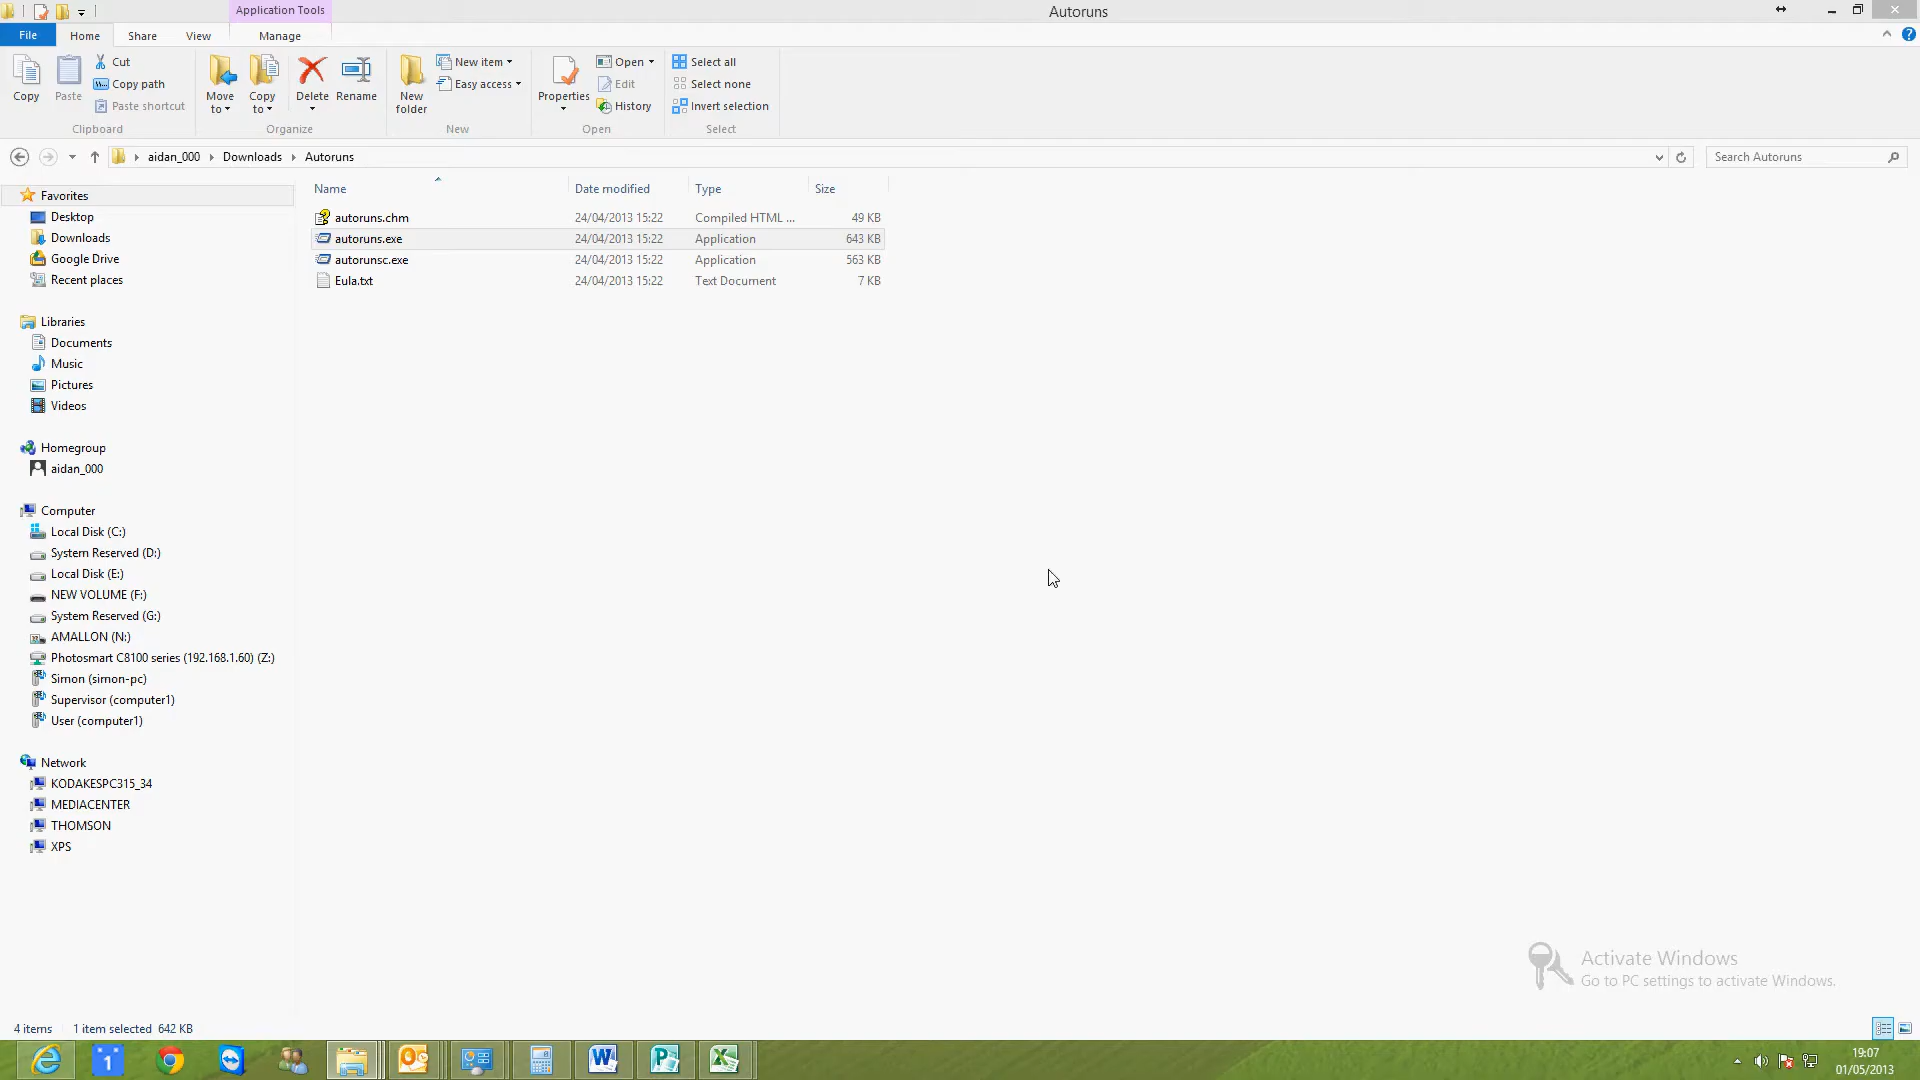 Application Tools
Autoruns
File Home Share View Manage
Copy
Paste
Cut
Copy path
Paste shortcut
Clipboard
Move to
Copy to
Delete
Rename
Organize
New folder
New item
Easy access
New
Properties
Open
Edit
History
Open
Select all
Select none
Invert selection
Select
aidan_000 Downloads Autoruns
Search Autoruns
Name Date modified Type Size
autoruns.chm 24/04/2013 15:22 Compiled HTML ... 49 KB
autoruns.exe 24/04/2013 15:22 Application 643 KB
autorunsc.exe 24/04/2013 15:22 Application 563 KB
Eula.txt 24/04/2013 15:22 Text Document 7 KB
Favorites
Desktop
Downloads
Google Drive
Recent places
Libraries
Documents
Music
Pictures
Videos
Homegroup
aidan_000
Computer
Local Disk (C:)
System Reserved (D:)
Local Disk (E:)
NEW VOLUME (F:)
System Reserved (G:)
AMALLON (N:)
Photosmart C8100 series (192.168.1.60) (Z:)
Simon (simon-pc)
Supervisor (computer1)
User (computer1)
Network
KODAKESPC315_34
MEDIACENTER
THOMSON
XPS
Activate Windows
Go to PC settings to activate Windows.
4 items 1 item selected 642 KB
19:07
01/05/2013